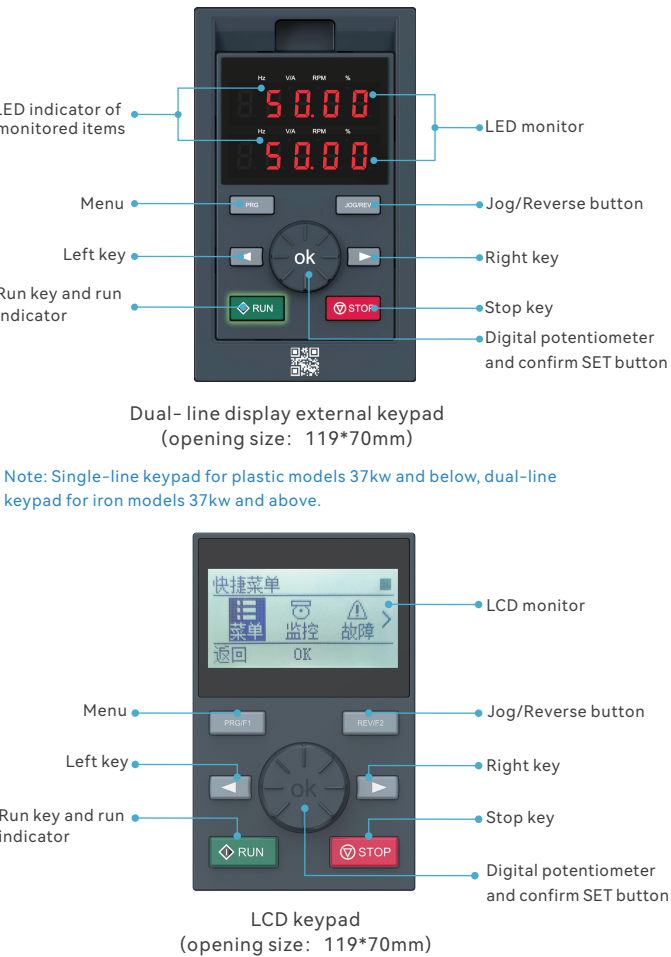 Hz V/A RPM %
50.00
Hz V/A RPM %
50.00
LED indicator of
monitored items
LED monitor
Menu
PRG
JOG/REV
Jog/Reverse button
Left key
ok
Right key
Run key and run
indicator
RUN
STOP
Stop key
Digital potentiometer
and confirm SET button
Dual- line display external keypad
(opening size: 119*70mm)
Note: Single-line keypad for plastic models 37kw and below, dual-line
keypad for iron models 37kw and above.
快捷菜单
菜单 监控 故障
返回 OK
LCD monitor
Menu
PRG/F1
REV/F2
Jog/Reverse button
Left key
ok
Right key
Run key and run
indicator
RUN
STOP
Stop key
Digital potentiometer
and confirm SET button
LCD keypad
(opening size: 119*70mm)